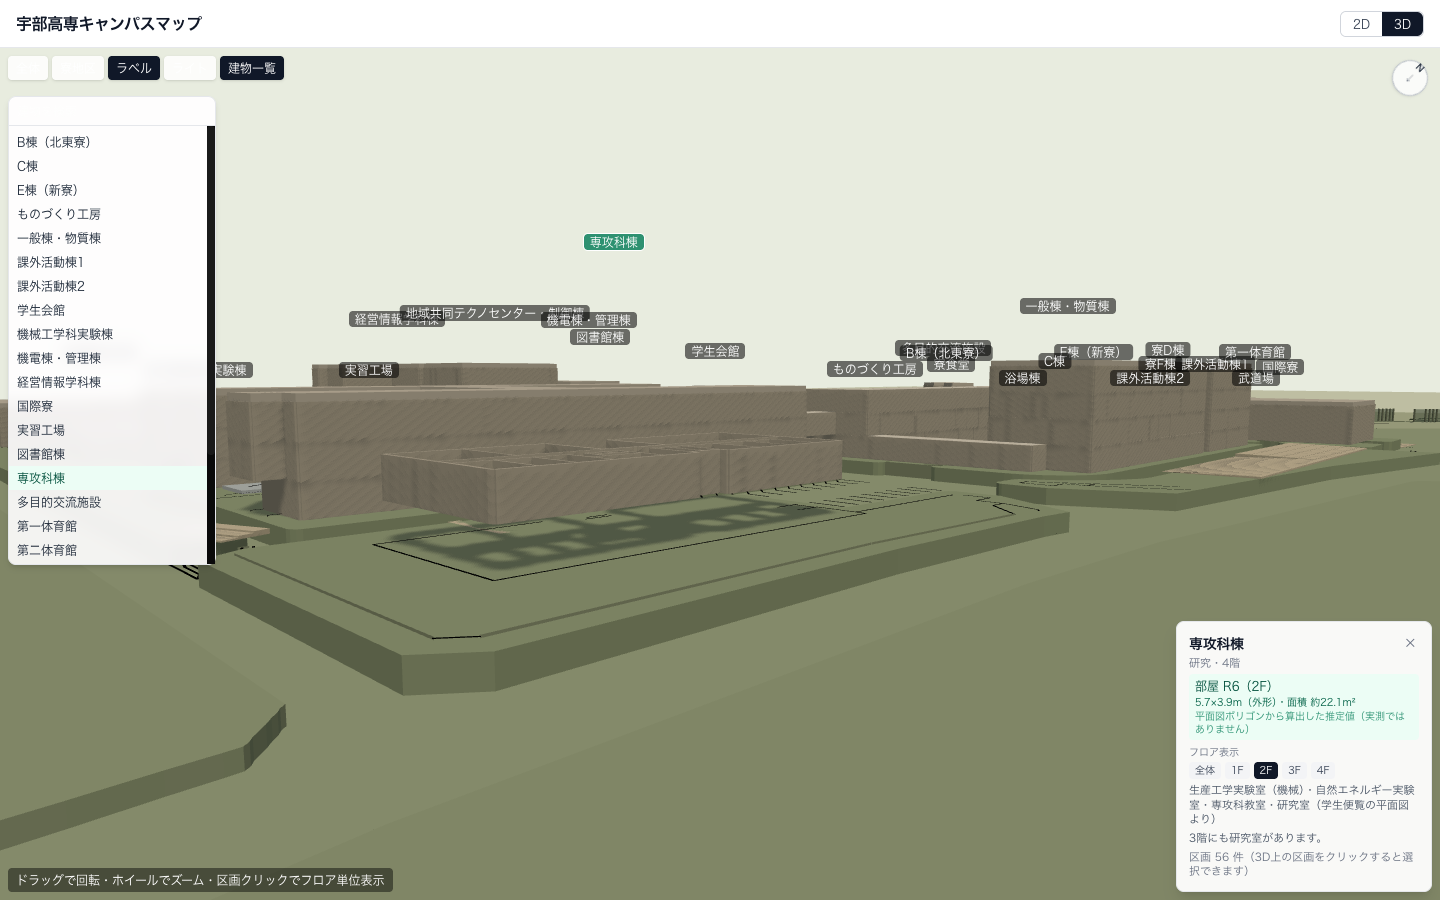 宇部高専キャンパスマップ
2D
3D
ラベル
建物一覧
N
B棟（北東寮）
C棟
E棟（新寮）
ものづくり工房
一般棟・物質棟
課外活動棟1
課外活動棟2
学生会館
機械工学科実験棟
機電棟・管理棟
経営情報学科棟
国際寮
実習工場
図書館棟
専攻科棟
多目的交流施設
第一体育館
第二体育館
専攻科棟
一般棟・物質棟
経営情報学科棟
地域共同テクノセンター・制御棟
機電棟・管理棟
図書館棟
学生会館
B棟（北東寮）
寮食堂
ものづくり工房
E棟（新寮）
C棟
浴場棟
寮D棟
寮F棟
課外活動棟1
課外活動棟2
第一体育館
国際寮
武道場
実験棟
実習工場
専攻科棟
研究・4階
部屋 R6（2F）
5.7×3.9m（外形）・面積 約22.1m²
平面図ポリゴンから算出した推定値（実測では
ありません）
フロア表示
全体 1F 2F 3F 4F
生産工学実験室（機械）・自然エネルギー実験
室・専攻科教室・研究室（学生便覧の平面図
より）
3階にも研究室があります。
区画 56 件（3D上の区画をクリックすると選
択できます）
ドラッグで回転・ホイールでズーム・区画クリックでフロア単位表示